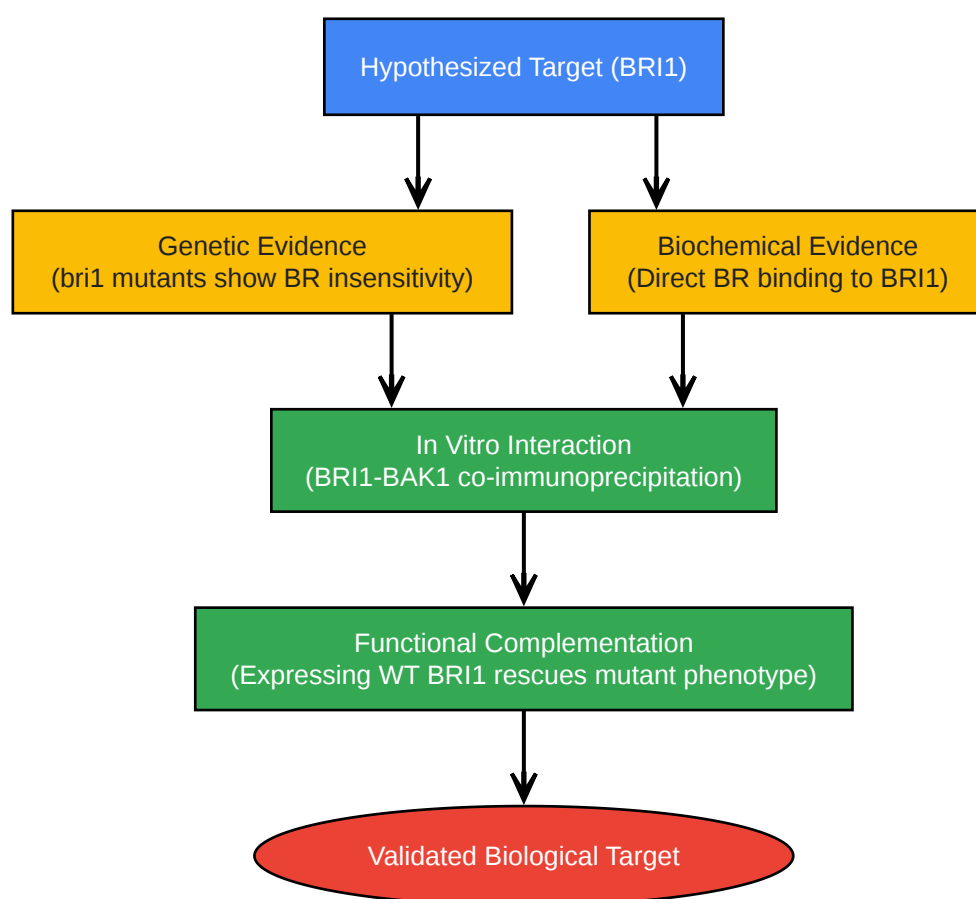 Hypothesized Target (BRI1)
Genetic Evidence
(bri1 mutants show BR insensitivity)
Biochemical Evidence
(Direct BR binding to BRI1)
In Vitro Interaction
(BRI1-BAK1 co-immunoprecipitation)
Functional Complementation
(Expressing WT BRI1 rescues mutant phenotype)
Validated Biological Target